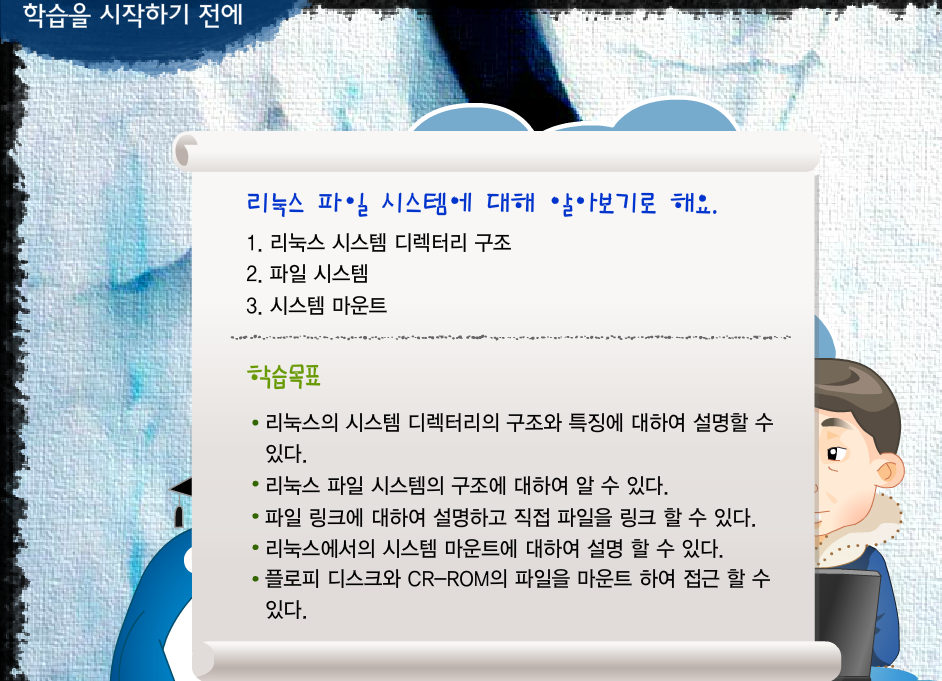 학습을 시작하기 전에
리눅스 파일 시스템에 대해 알아보기로 해요.
1. 리눅스 시스템 디렉터리 구조
2. 파일 시스템
3. 시스템 마운트
학습목표
• 리눅스의 시스템 디렉터리의 구조와 특징에 대하여 설명할 수
있다.
• 리눅스 파일 시스템의 구조에 대하여 알 수 있다.
• 파일 링크에 대하여 설명하고 직접 파일을 링크 할 수 있다.
• 리눅스에서의 시스템 마운트에 대하여 설명 할 수 있다.
• 플로피 디스크와 CR-ROM의 파일을 마운트 하여 접근 할 수
있다.